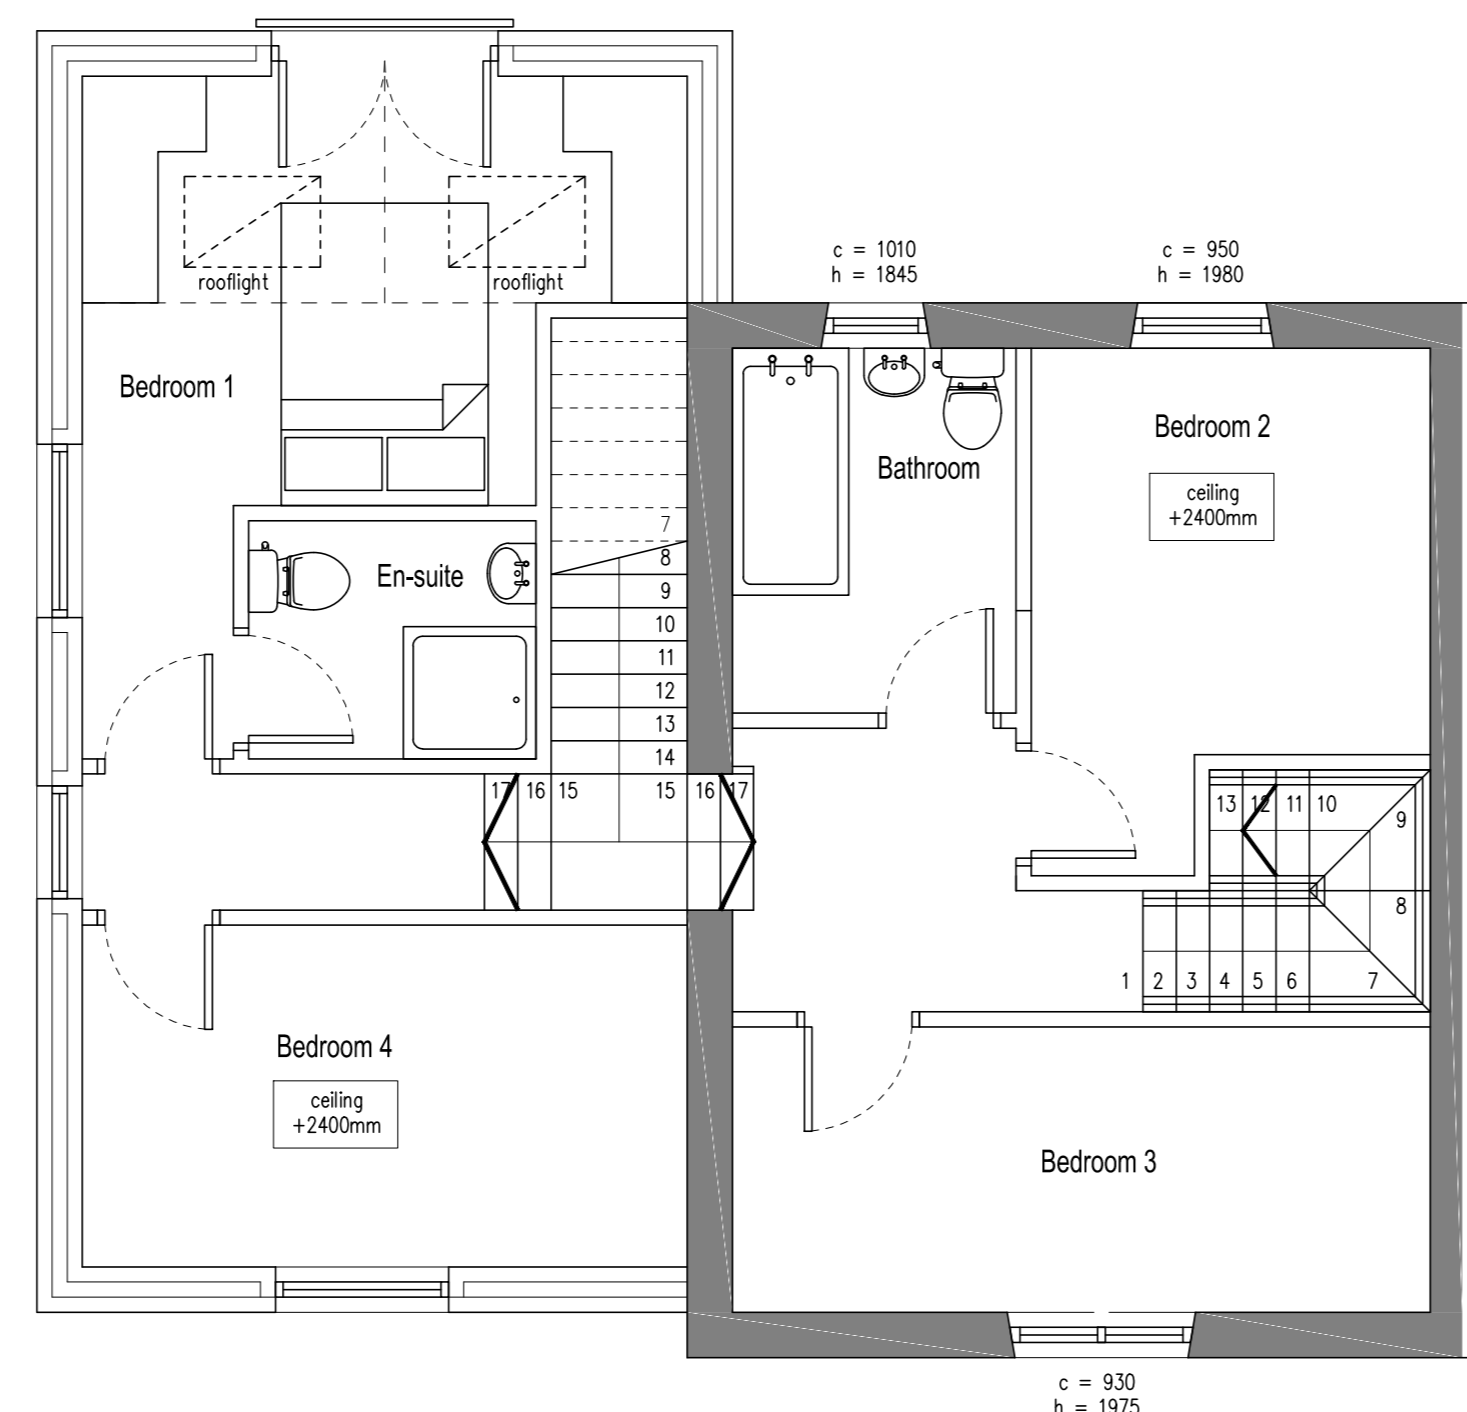 c = 1010
h = 1845
c = 950
h = 1980
rooflight
rooflight
Bedroom 1
Bedroom 2
ceiling
+2400mm
Bathroom
En-suite
7
8
9
10
11
12
13
14
17 16 15 15 16 17
13 12 11 10
9
8
1 2 3 4 5 6 7
Bedroom 4
ceiling
+2400mm
Bedroom 3
c = 930
h = 1975